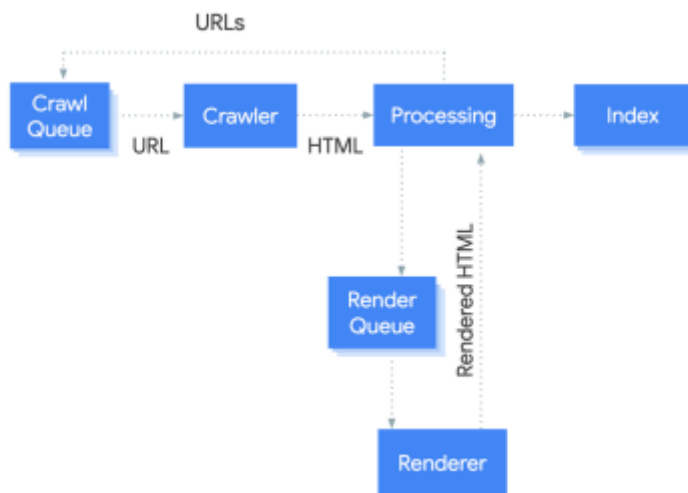 URLs
Crawl
Queue
URL
Crawler
HTML
Processing
Index
Render
Queue
Rendered HTML
Renderer